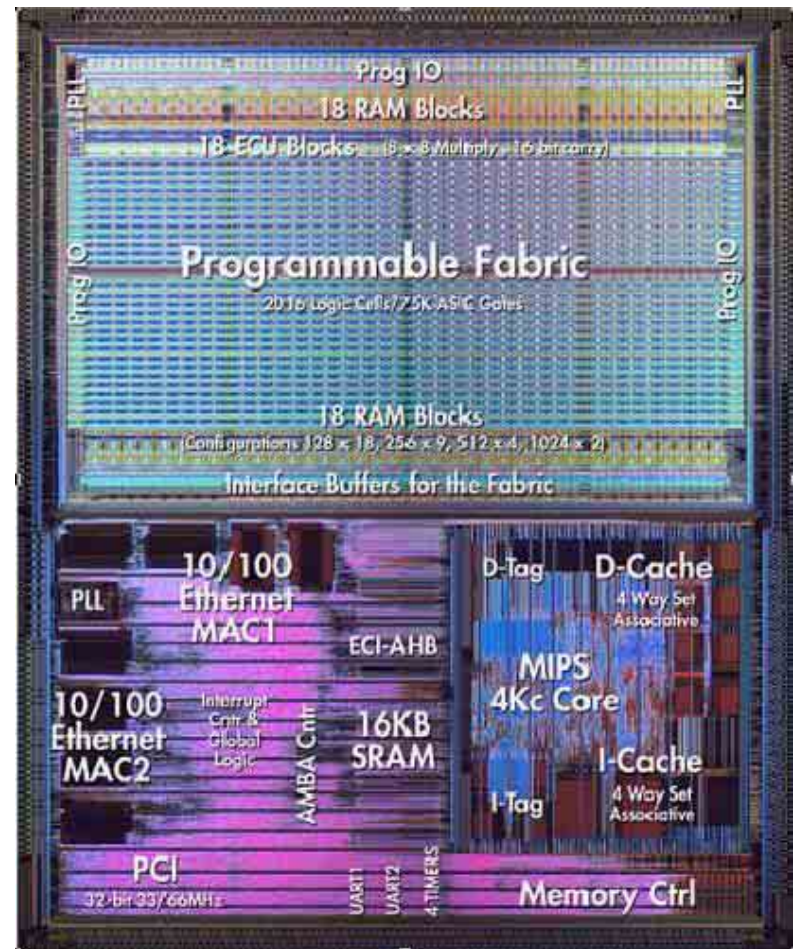 Prog IO
PLL
PLL
18 RAM Blocks
18 ECU Blocks (8 x 8 Multiply - 16 bit carry)
Prog IO
Programmable Fabric
Prog IO
2016 Logic Cells/75K ASIC Gates
18 RAM Blocks
(Configurations 128 x 18, 256 x 9, 512 x 4, 1024 x 2)
Interface Buffers for the Fabric
10/100
Ethernet
MAC1
PLL
ECI-AHB
D-Tag
D-Cache
4 Way Set
Associative
MIPS
4Kc Core
10/100
Ethernet
MAC2
Interrupt
Cntr &
Global
Logic
AMBA Cntr
16KB
SRAM
I-Cache
4 Way Set
Associative
I-Tag
PCI
32-bit 33/66MHz
UART1
UART2
4 TIMERS
Memory Ctrl